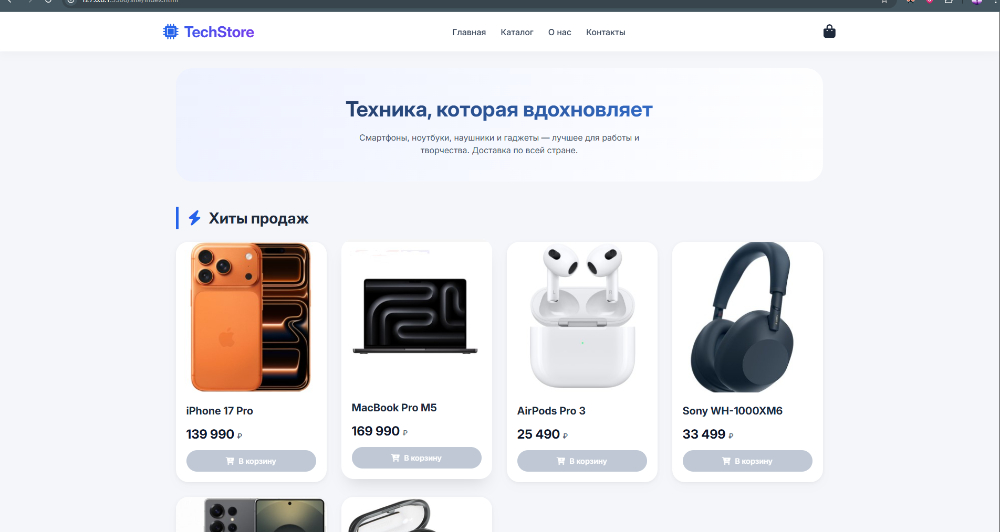 127.0.0.1:5500/site/index.html
TechStore
Главная Каталог О нас Контакты
Техника, которая вдохновляет
Смартфоны, ноутбуки, наушники и гаджеты — лучшее для работы и
творчества. Доставка по всей стране.
Хиты продаж
iPhone 17 Pro
139 990 ₽
В корзину
MacBook Pro M5
169 990 ₽
В корзину
AirPods Pro 3
25 490 ₽
В корзину
Sony WH-1000XM6
33 499 ₽
В корзину